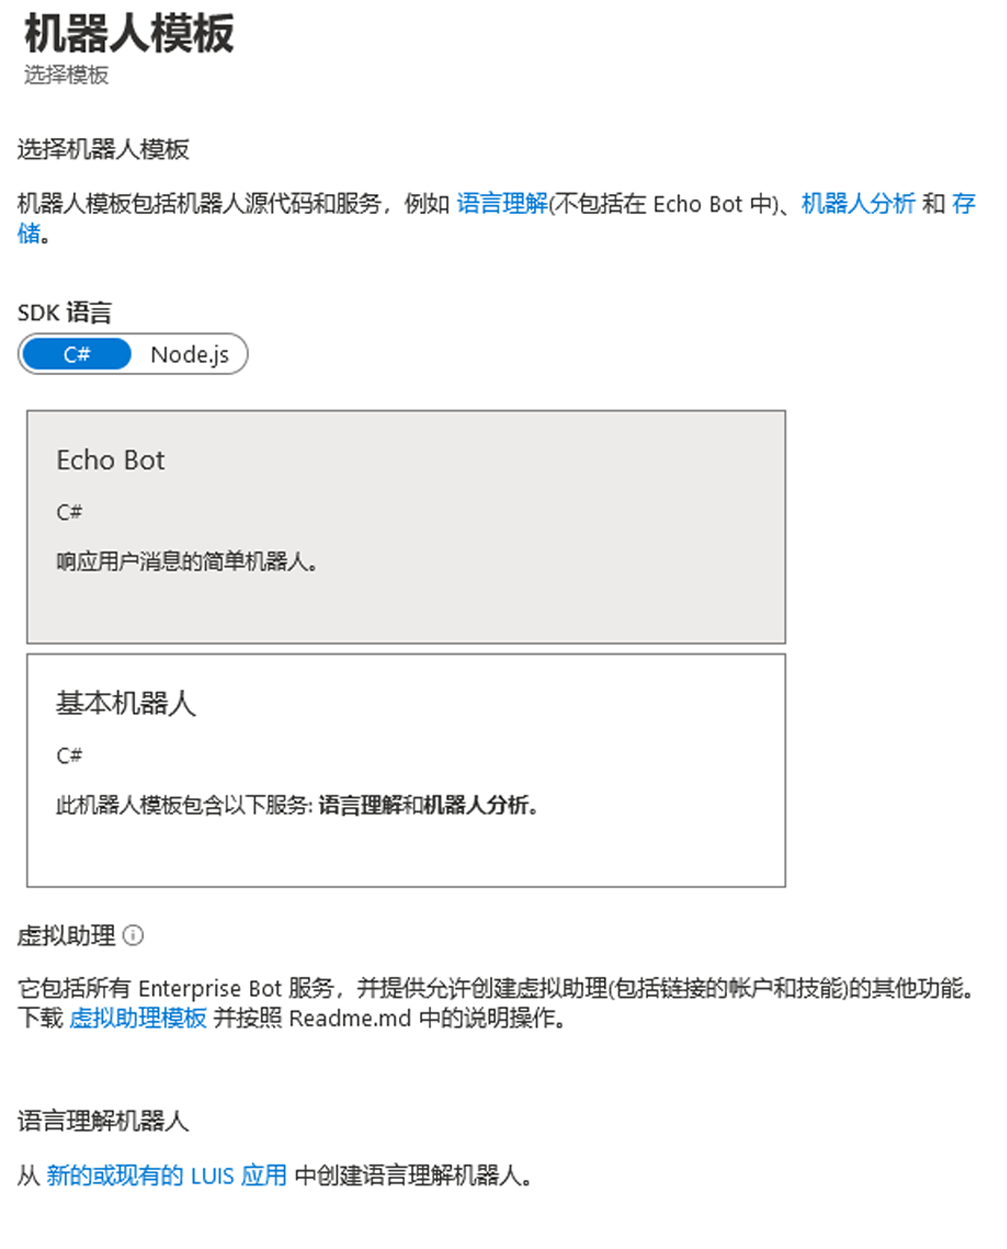 机器人模板
选择模板
选择机器人模板
机器人模板包括机器人源代码和服务，例如 语言理解(不包括在 Echo Bot 中)、机器人分析 和 存
储。
SDK 语言
C# Node.js
Echo Bot
C#
响应用户消息的简单机器人。
基本机器人
C#
此机器人模板包含以下服务: 语言理解和机器人分析。
虚拟助理
它包括所有 Enterprise Bot 服务，并提供允许创建虚拟助理(包括链接的帐户和技能)的其他功能。
下载 虚拟助理模板 并按照 Readme.md 中的说明操作。
语言理解机器人
从 新的或现有的 LUIS 应用 中创建语言理解机器人。